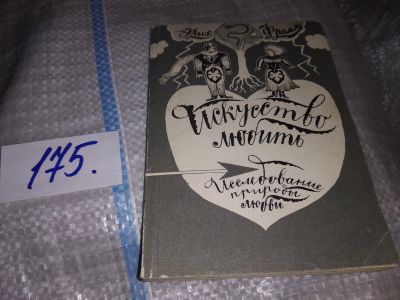 175.
Эрих Фромм
Искусство
любить
Исследование
природы
любви